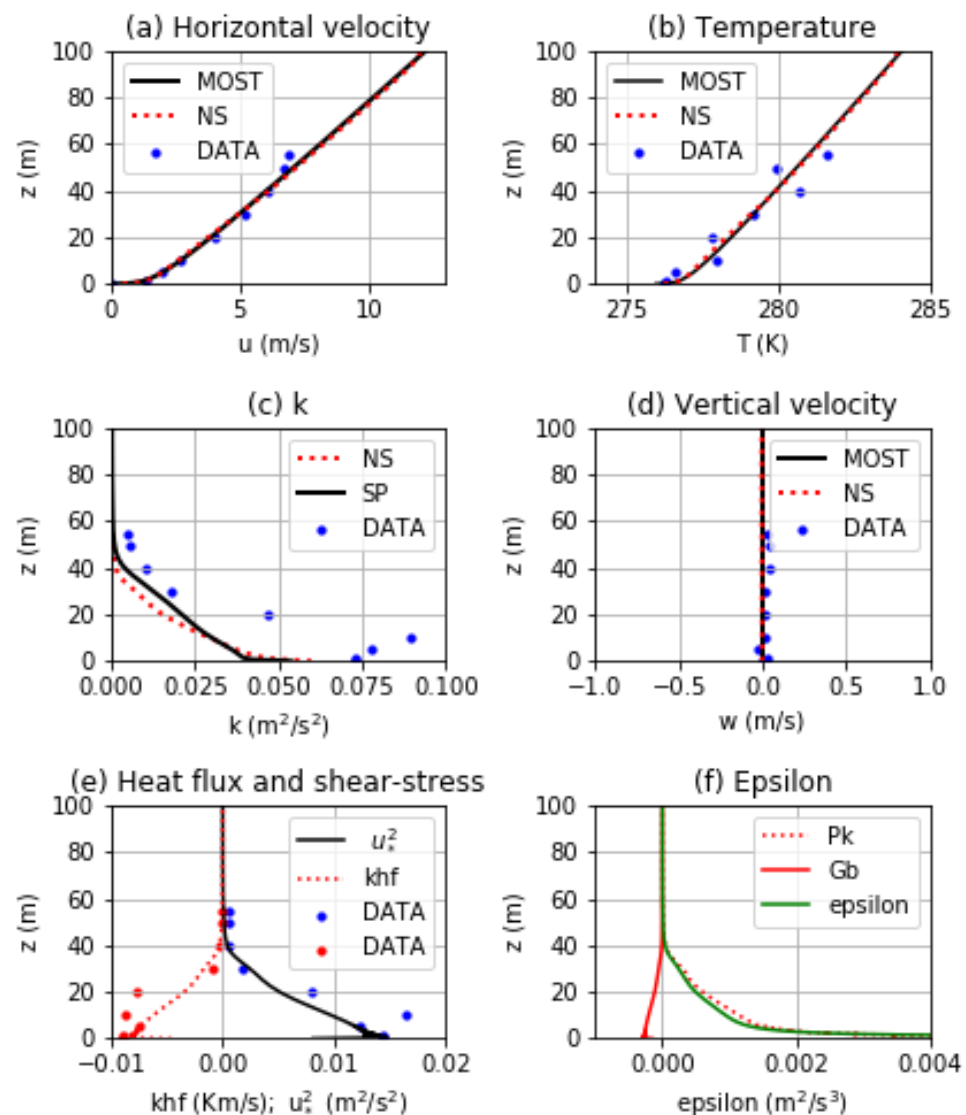 (a) Horizontal velocity
100
80
60
40
20
0
z (m)
MOST
NS
DATA
0
5
10
u (m/s)
(b) Temperature
100
80
60
40
20
0
z (m)
MOST
NS
DATA
275
280
285
T (K)
(c) k
100
80
60
40
20
0
z (m)
NS
SP
DATA
0.000
0.025
0.050
0.075
0.100
k (m²/s²)
(d) Vertical velocity
100
80
60
40
20
0
z (m)
MOST
NS
DATA
−1.0
−0.5
0.0
0.5
1.0
w (m/s)
(e) Heat flux and shear-stress
100
80
60
40
20
0
z (m)
u²∗
khf
DATA
DATA
−0.01
0.00
0.01
0.02
khf (Km/s); u²∗ (m²/s²)
(f) Epsilon
100
80
60
40
20
0
z (m)
Pk
Gb
epsilon
0.000
0.002
0.004
epsilon (m²/s³)